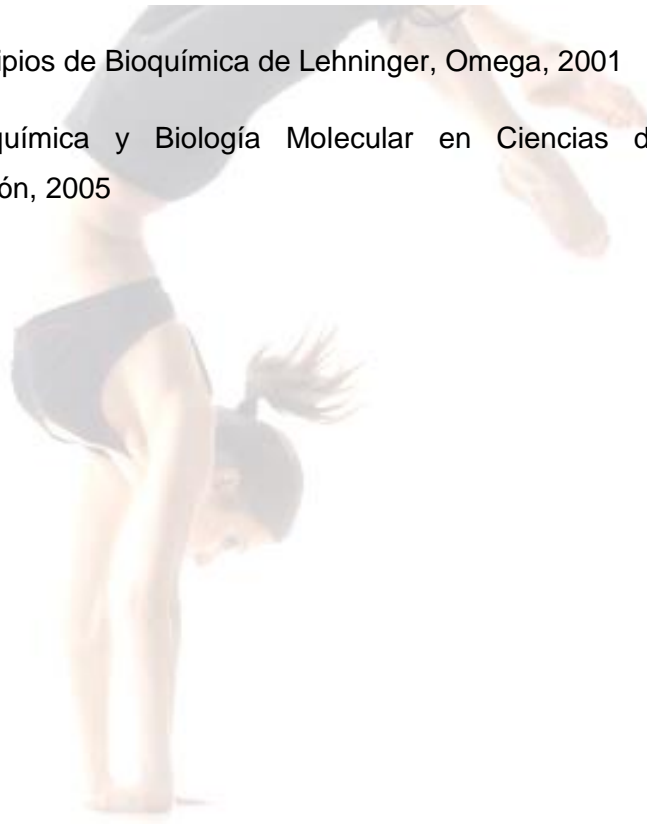 ipios de Bioquímica de Lehninger, Omega, 2001
química y Biología Molecular en Ciencias d
ón, 2005